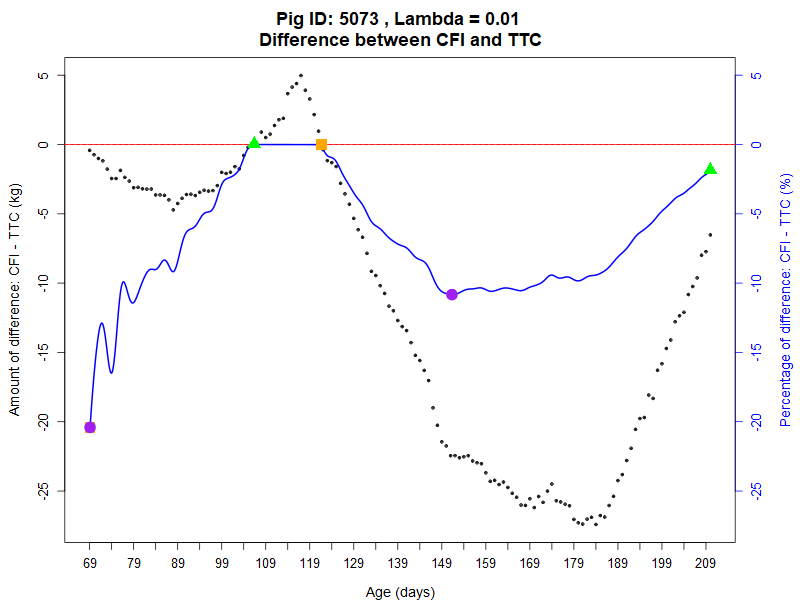 Pig ID: 5073 , Lambda = 0.01
Difference between CFI and TTC
Amount of difference: CFI - TTC (kg)
5
0
-5
-10
-15
-20
-25
5
0
-5
-10
-15
-20
-25
Percentage of difference: CFI - TTC (%)
69 79 89 99 109 119 129 139 149 159 169 179 189 199 209
Age (days)